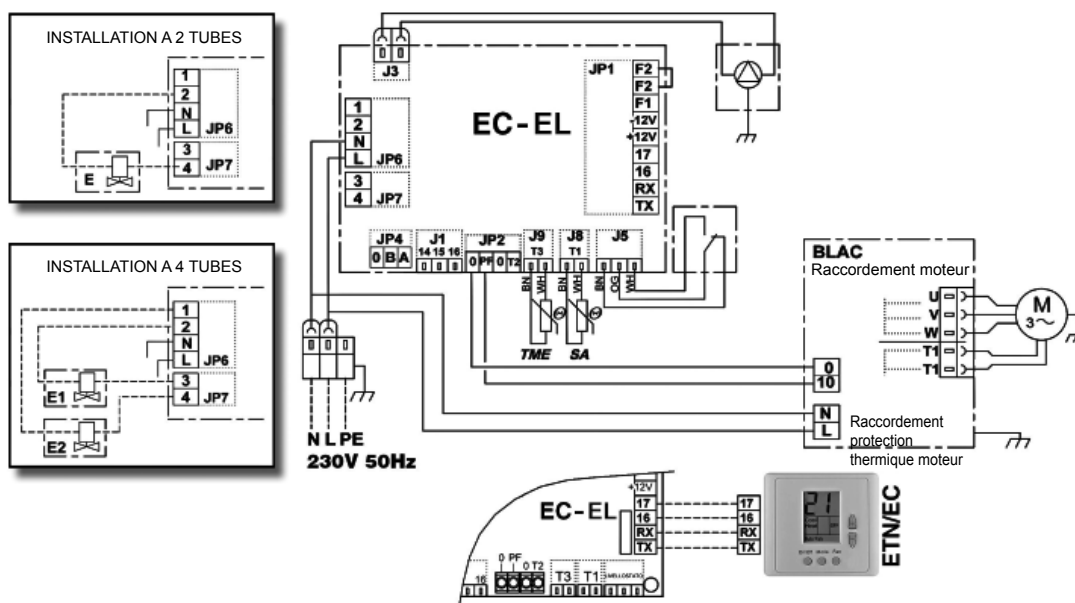 INSTALLATION A 2 TUBES
1
2
N
L
JP6
3
4
JP7
E
INSTALLATION A 4 TUBES
1
2
N
L
JP6
3
4
JP7
E1
E2
J3
EC-EL
1
2
N
L
JP6
3
4
JP7
JP1
F2
F2
F1
-12V
+12V
17
16
RX
TX
JP4
0 B A
J1
14 15 16
JP2
0 PF 0 T2
J9
T3
J8
T1
J5
BN
WH
BN
WH
BN
OG
WH
TME
SA
N L PE
230V 50Hz
BLAC
Raccordement moteur
U
V
W
T1
T1
M
3~
0
10
N
L
Raccordement
protection
thermique moteur
EC-EL
+12V
17
16
RX
TX
17
16
RX
TX
0 PF
0 T2
16
T3
T1
21
ETN/EC